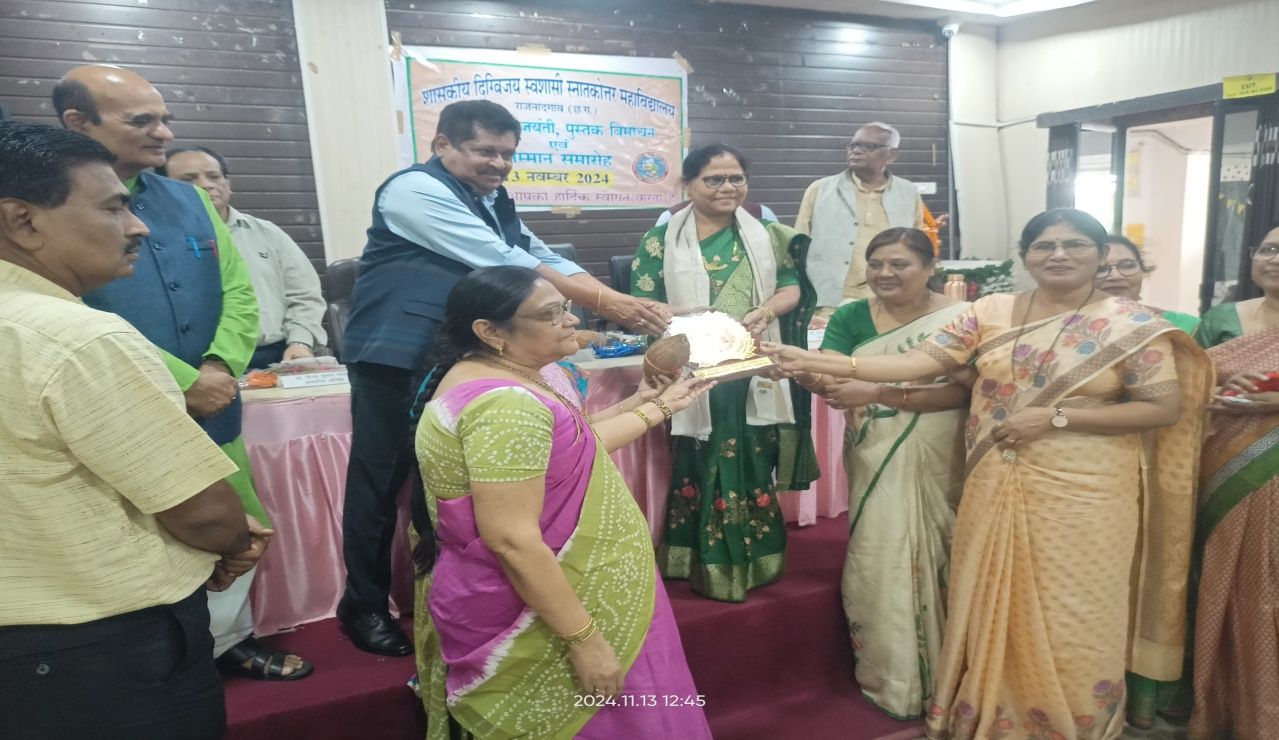 शासकीय दिग्विजय स्वशासी स्नातकोत्तर महाविद्यालय
राजनांदगांव (छ.ग.)
जयंती, पुस्तक विमोचन
एवं
म्मान समारोह
13 नवम्बर 2024
आपका हार्दिक स्वागत करता
EXIT
2024.11.13 12:45